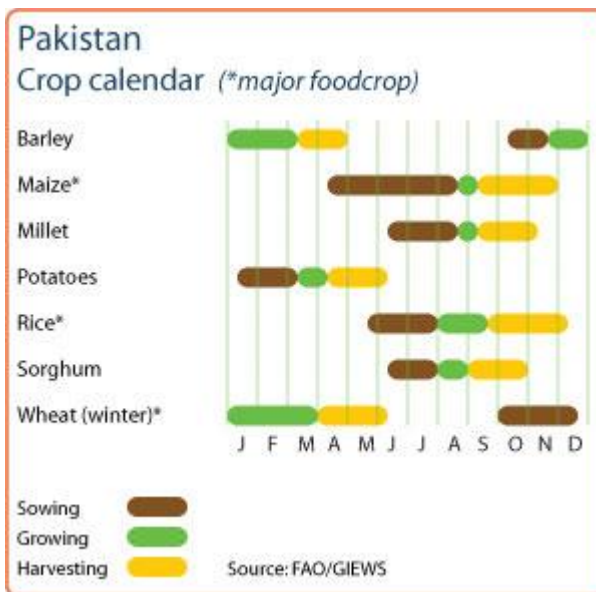 Pakistan
Crop calendar (*major foodcrop)
Barley
Maize*
Millet
Potatoes
Rice*
Sorghum
Wheat (winter)*
J F M A M J J A S O N D
Sowing
Growing
Harvesting
Source: FAO/GIEWS